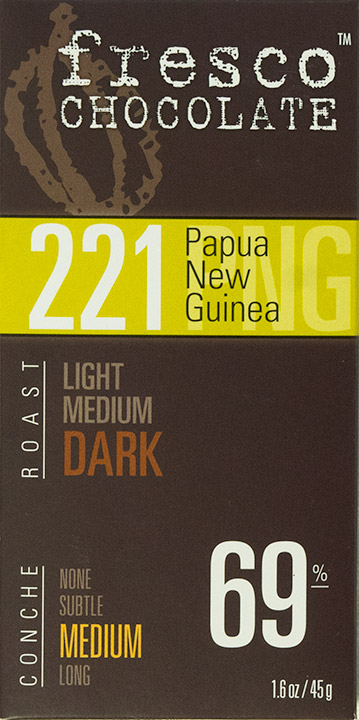 fresco™
CHOCOLATE
221
PNG
Papua
New
Guinea
ROAST
LIGHT
MEDIUM
DARK
CONCHE
NONE
SUBTLE
MEDIUM
LONG
69%
1.6 oz / 45 g